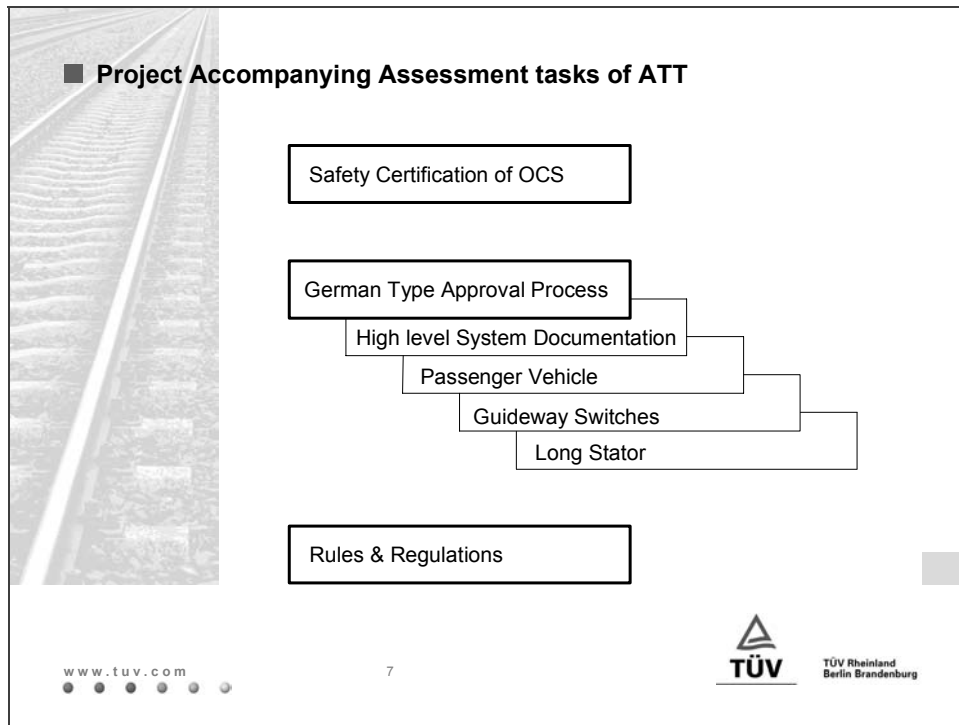 Project Accompanying Assessment tasks of ATT
Safety Certification of OCS
German Type Approval Process
High level System Documentation
Passenger Vehicle
Guideway Switches
Long Stator
Rules & Regulations
www.tuv.com
7
TÜV
TÜV Rheinland
Berlin Brandenburg